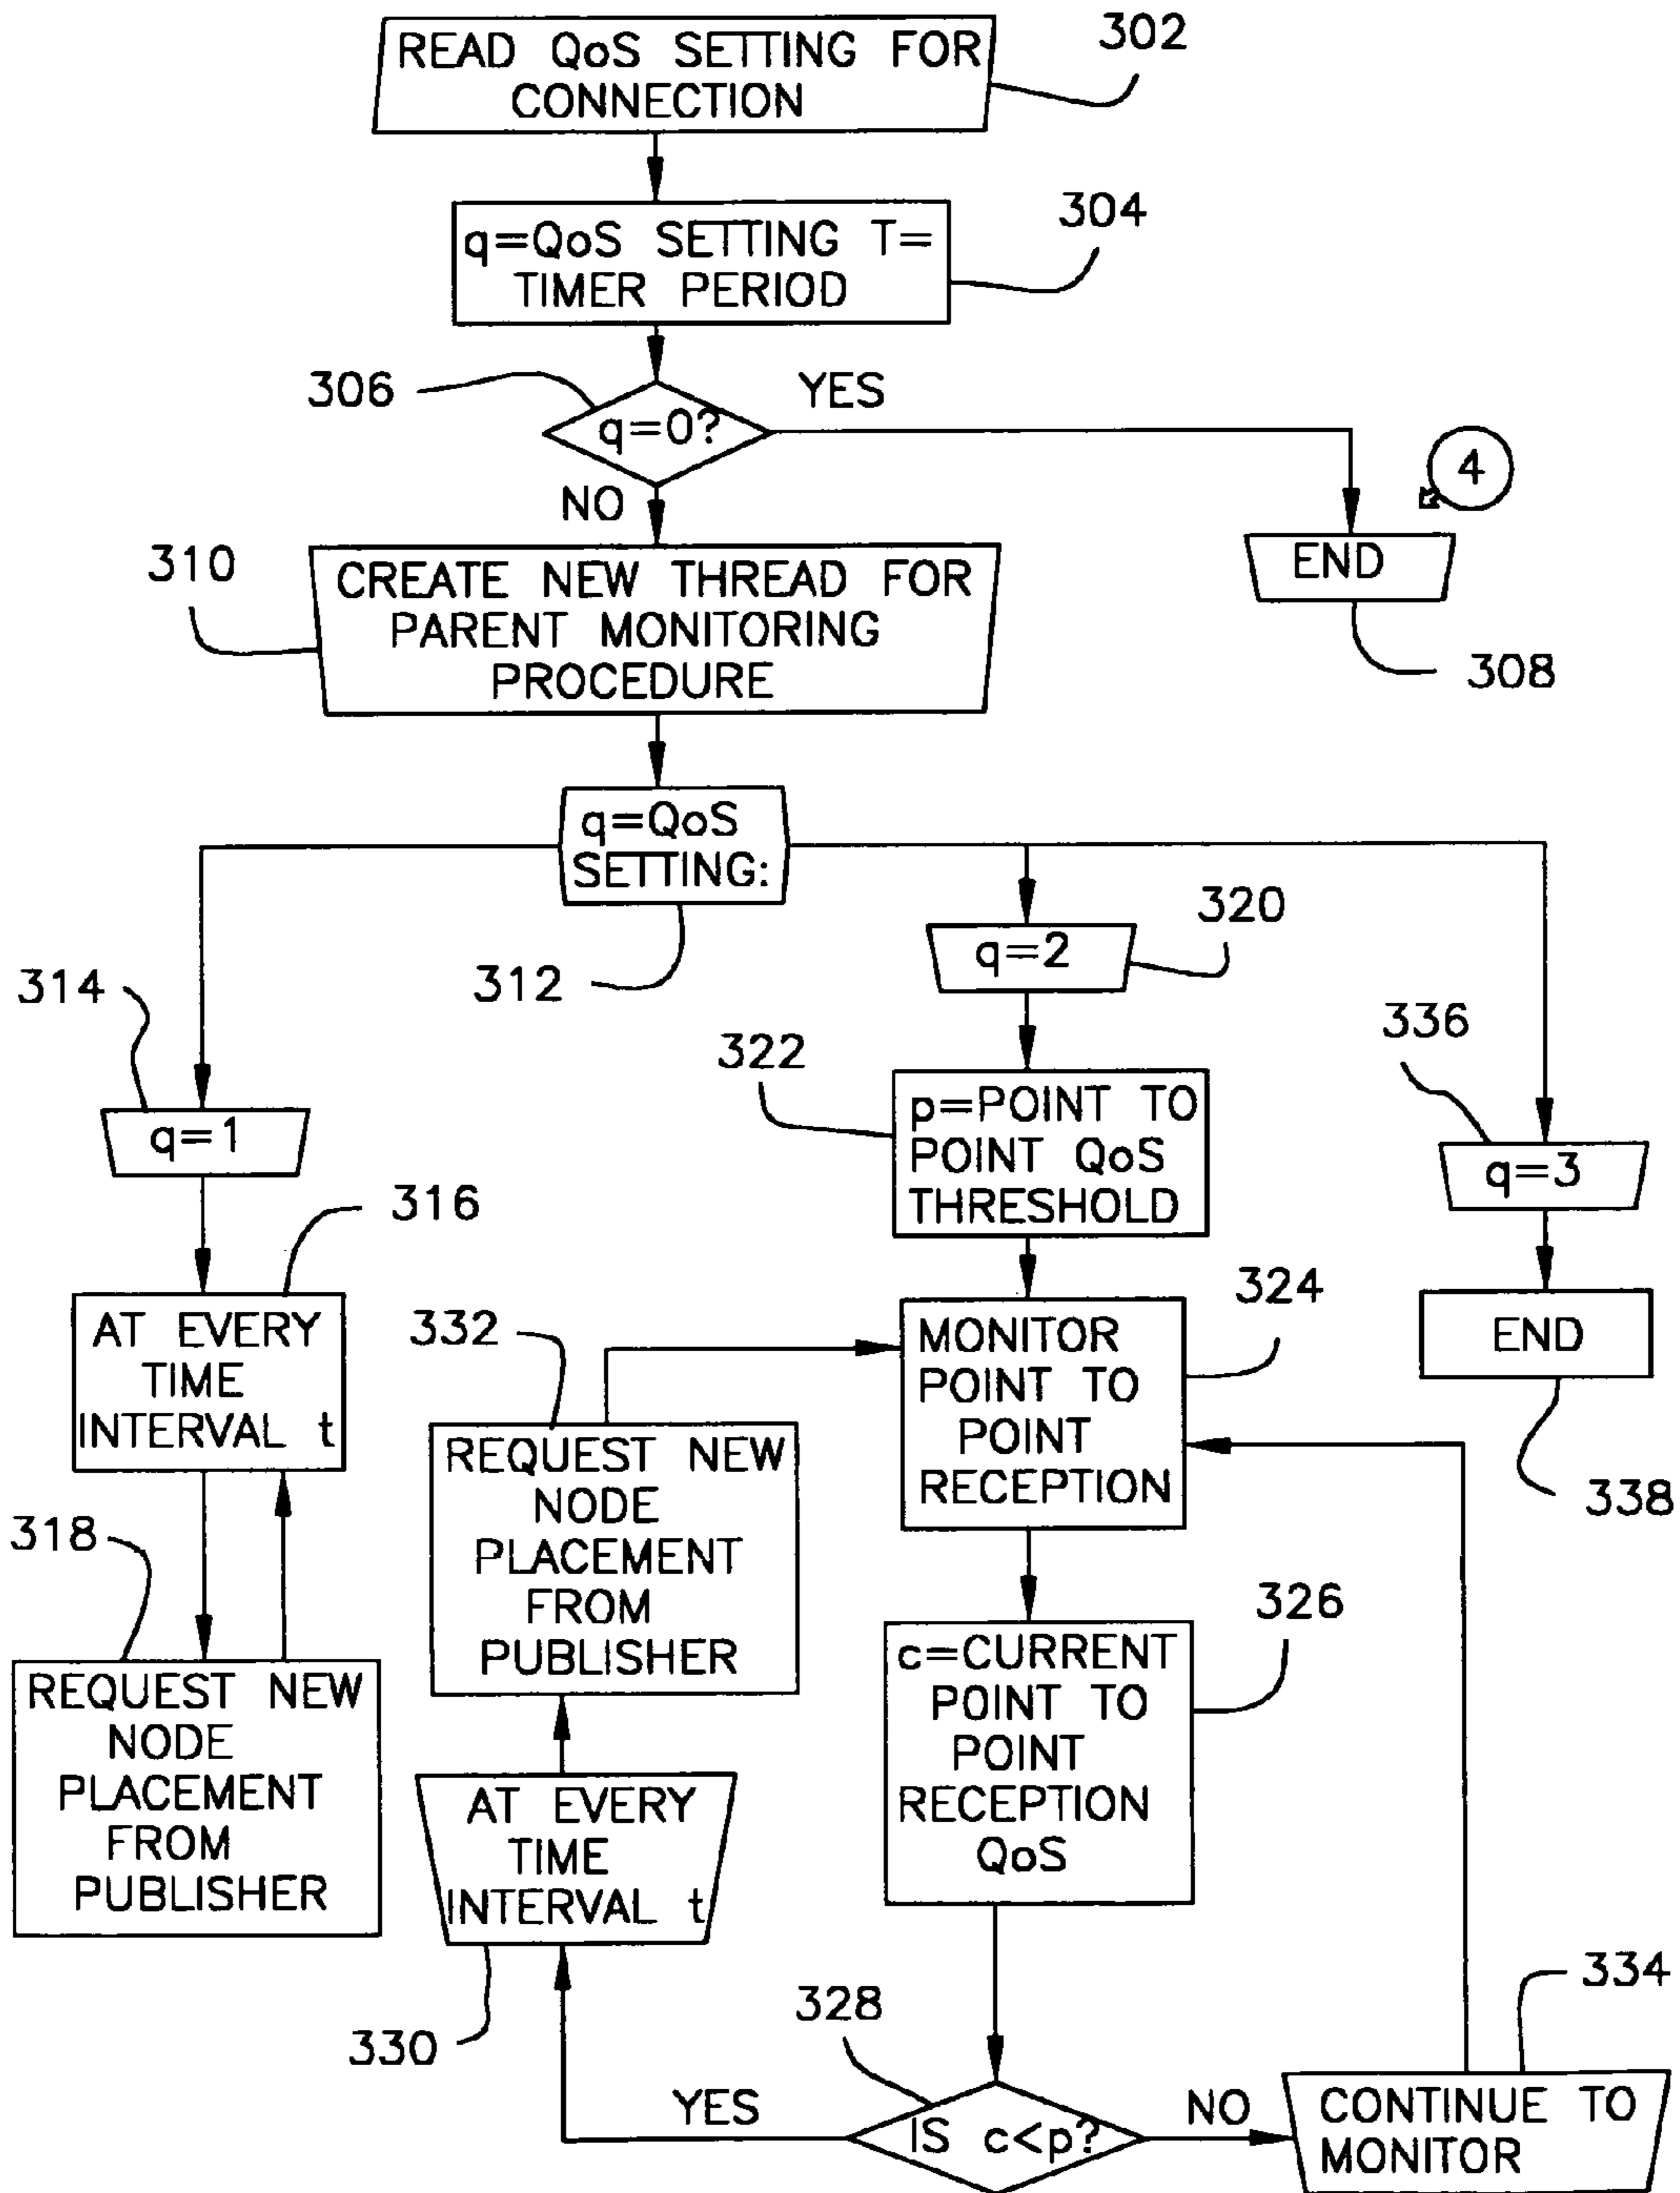 READ QoS SETTING FOR
CONNECTION
302
q=QoS SETTING T=
TIMER PERIOD
304
306
q=0?
YES
NO
4
END
308
310
CREATE NEW THREAD FOR
PARENT MONITORING
PROCEDURE
q=QoS
SETTING:
312
314
q=1
316
AT EVERY
TIME
INTERVAL t
318
REQUEST NEW
NODE
PLACEMENT
FROM
PUBLISHER
320
q=2
322
p=POINT TO
POINT QoS
THRESHOLD
324
MONITOR
POINT TO
POINT
RECEPTION
326
c=CURRENT
POINT TO
POINT
RECEPTION
QoS
328
IS c<p?
YES
NO
330
AT EVERY
TIME
INTERVAL t
332
REQUEST NEW
NODE
PLACEMENT
FROM
PUBLISHER
334
CONTINUE TO
MONITOR
336
q=3
END
338